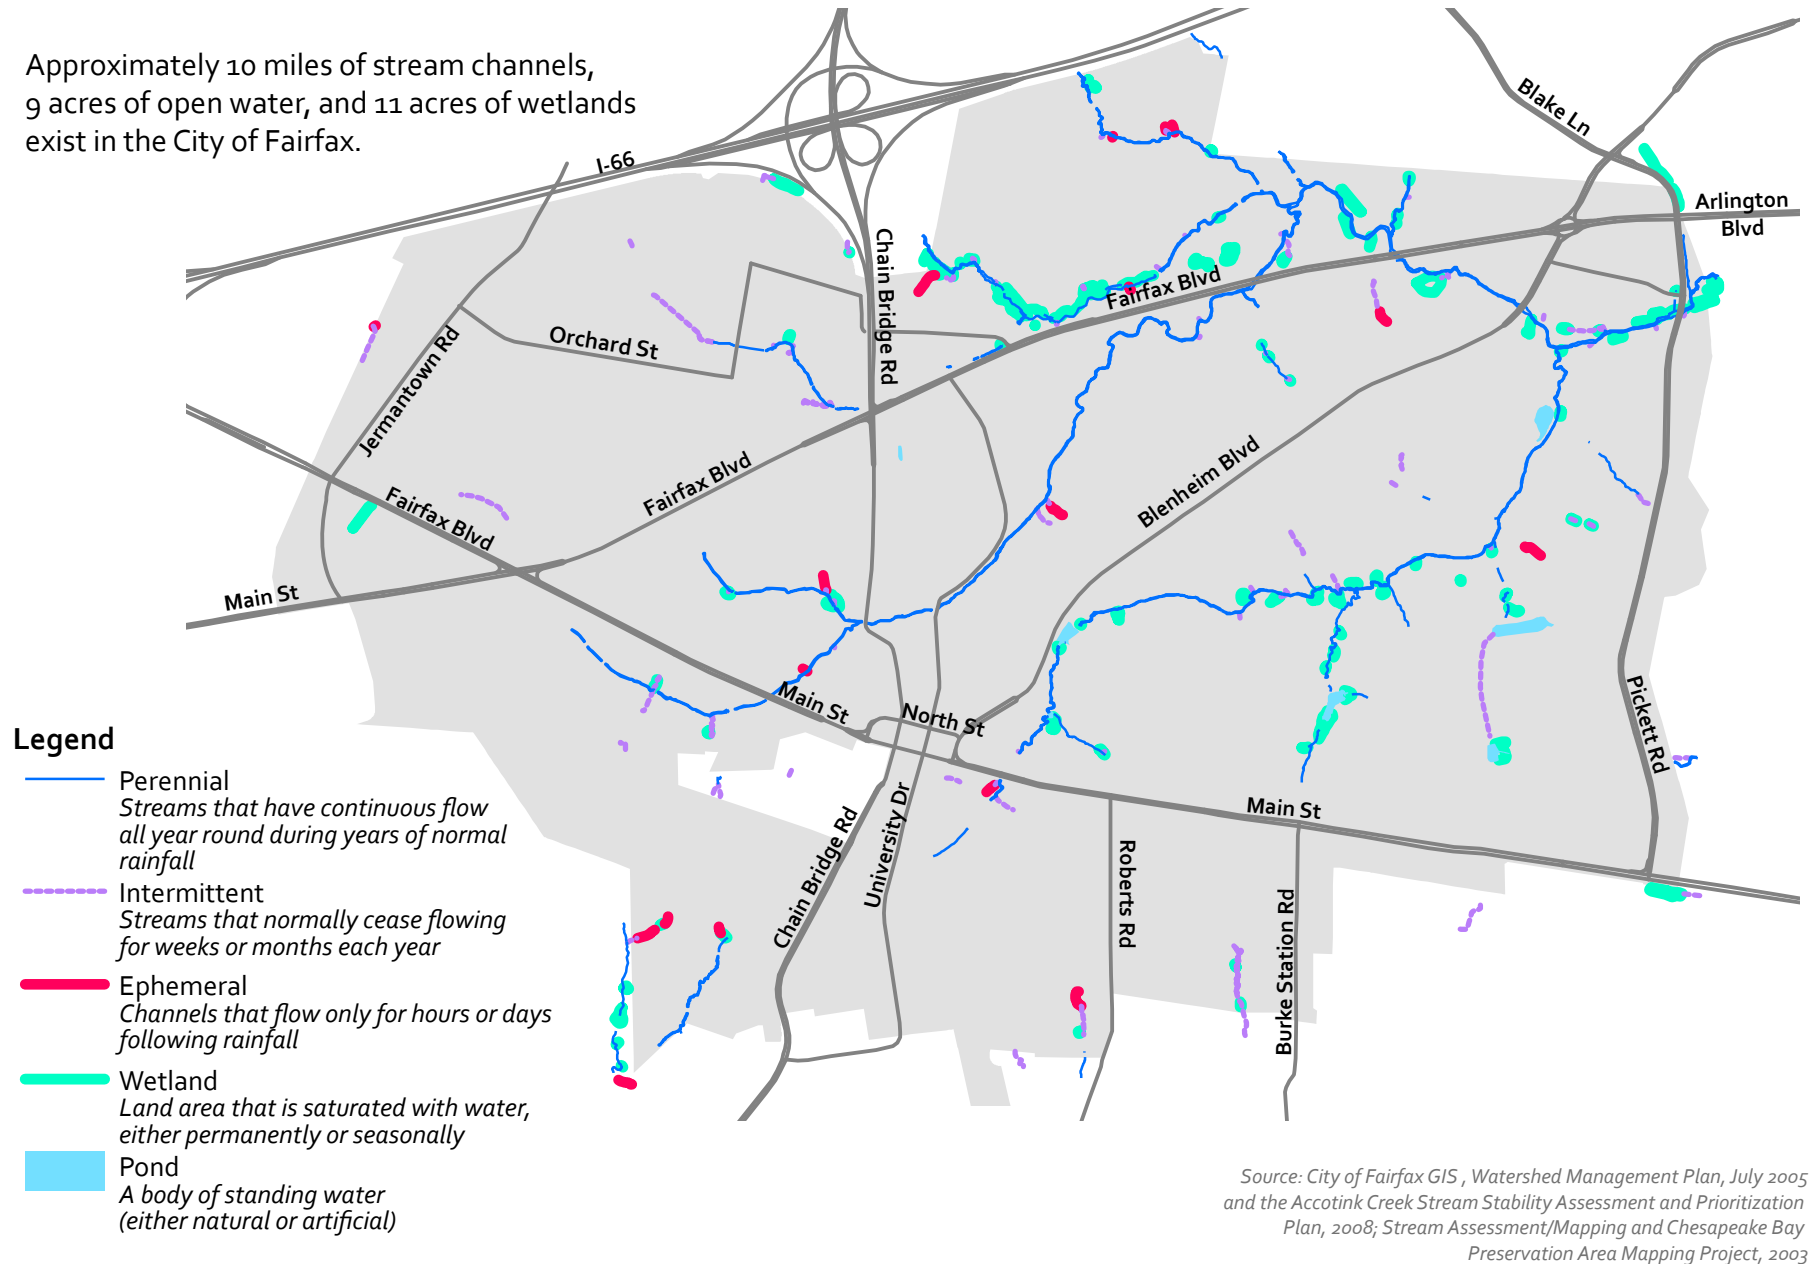 Approximately 10 miles of stream channels,
9 acres of open water, and 11 acres of wetlands
exist in the City of Fairfax.
I-66
Blake Ln
Arlington
Blvd
Chain Bridge Rd
Fairfax Blvd
Orchard St
Jermantown Rd
Fairfax Blvd
Blenheim Blvd
Fairfax Blvd
Main St
Main St
North St
Pickett Rd
Main St
Chain Bridge Rd
University Dr
Roberts Rd
Burke Station Rd
Legend
Perennial
Streams that have continuous flow
all year round during years of normal
rainfall
Intermittent
Streams that normally cease flowing
for weeks or months each year
Ephemeral
Channels that flow only for hours or days
following rainfall
Wetland
Land area that is saturated with water,
either permanently or seasonally
Pond
A body of standing water
(either natural or artificial)
Source: City of Fairfax GIS , Watershed Management Plan, July 2005
and the Accotink Creek Stream Stability Assessment and Prioritization
Plan, 2008; Stream Assessment/Mapping and Chesapeake Bay
Preservation Area Mapping Project, 2003